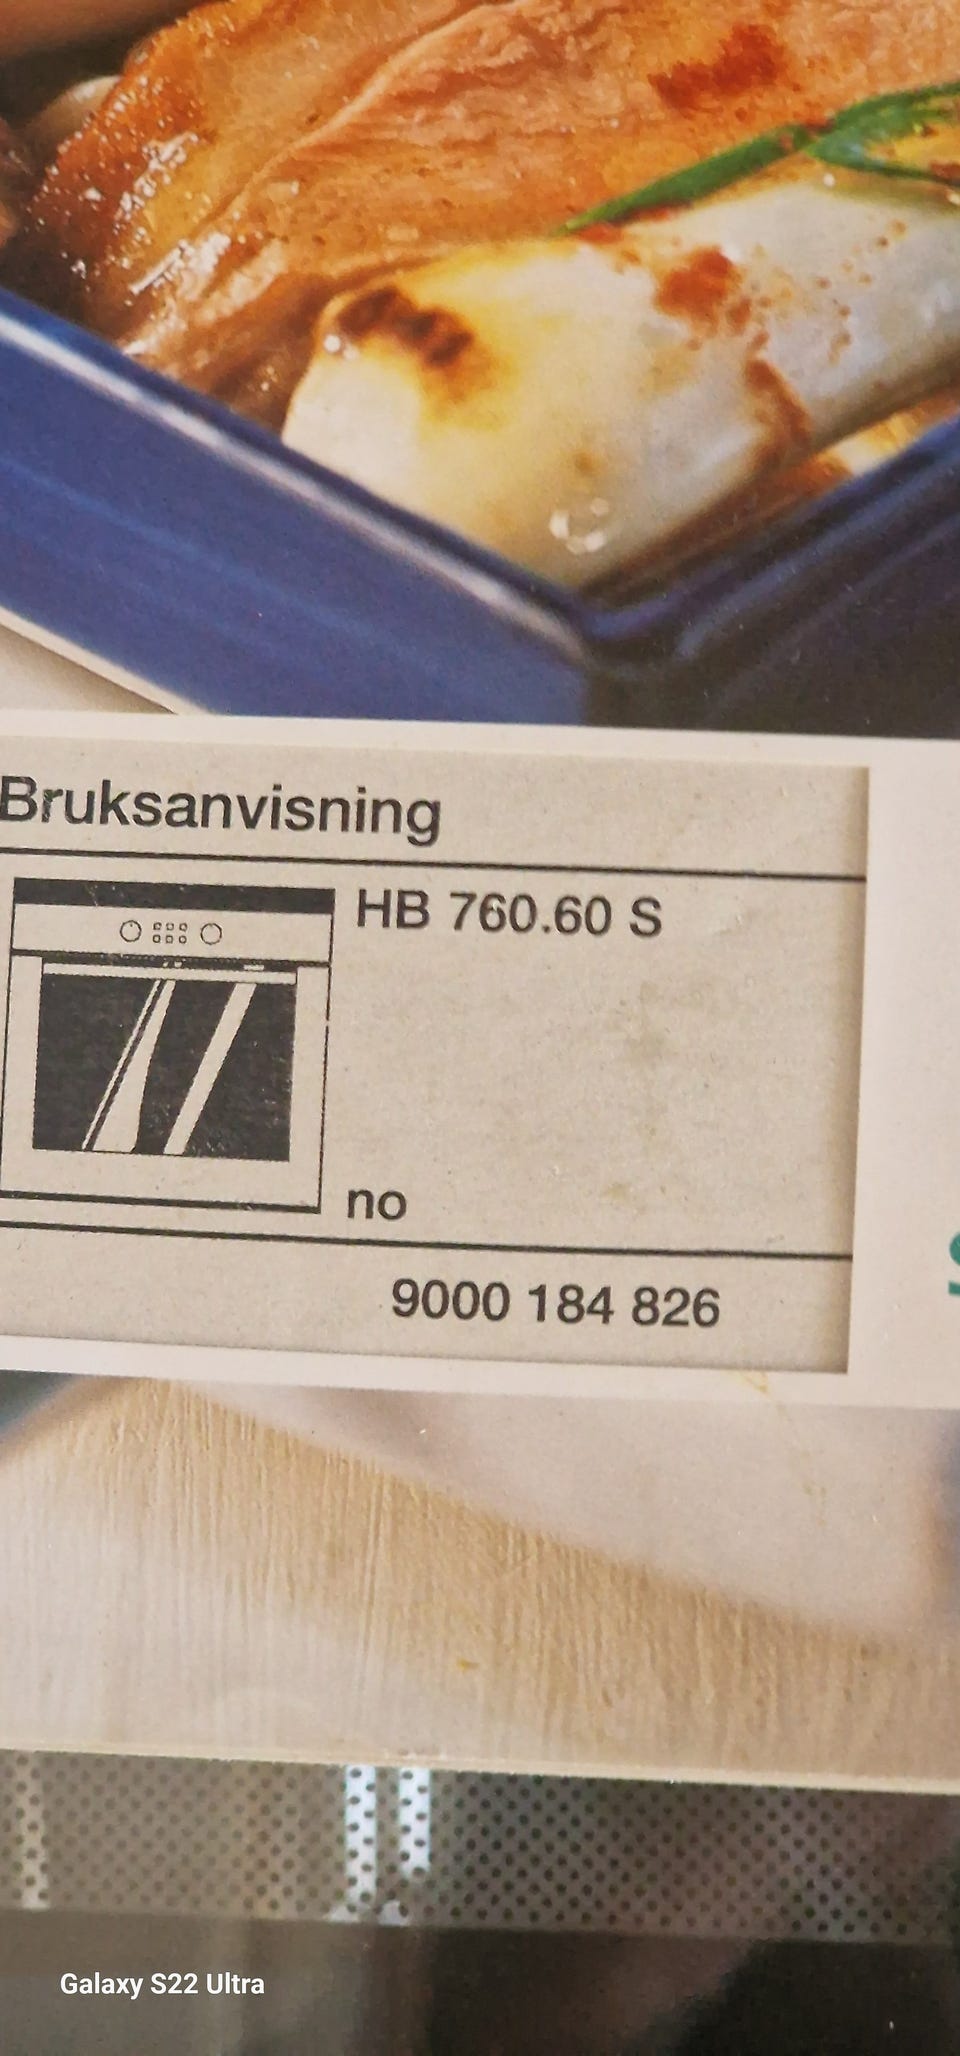 Bruksanvisning
HB 760.60 S
no
9000 184 826
Galaxy S22 Ultra